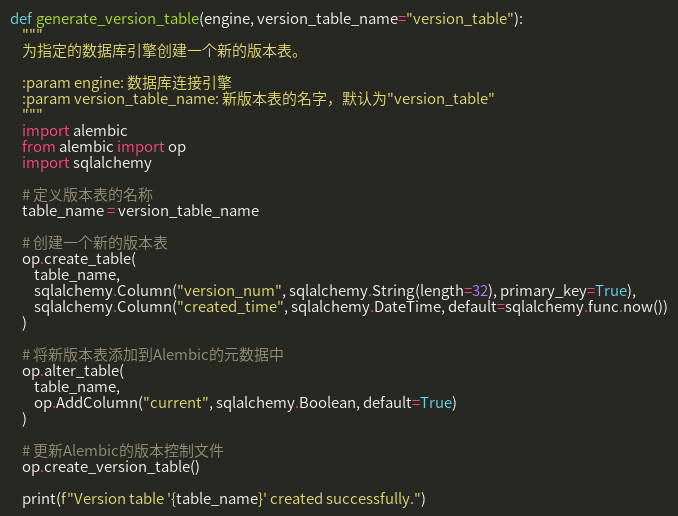 def generate_version_table(engine, version_table_name="version_table"):
"""
为指定的数据库引擎创建一个新的版本表。
:param engine: 数据库连接引擎
:param version_table_name: 新版本表的名字，默认为"version_table"
"""
import alembic
from alembic import op
import sqlalchemy
# 定义版本表的名称
table_name = version_table_name
# 创建一个新的版本表
op.create_table(
table_name,
sqlalchemy.Column("version_num", sqlalchemy.String(length=32), primary_key=True),
sqlalchemy.Column("created_time", sqlalchemy.DateTime, default=sqlalchemy.func.now())
)
# 将新版本表添加到Alembic的元数据中
op.alter_table(
table_name,
op.AddColumn("current", sqlalchemy.Boolean, default=True)
)
# 更新Alembic的版本控制文件
op.create_version_table()
print(f"Version table '{table_name}' created successfully.")